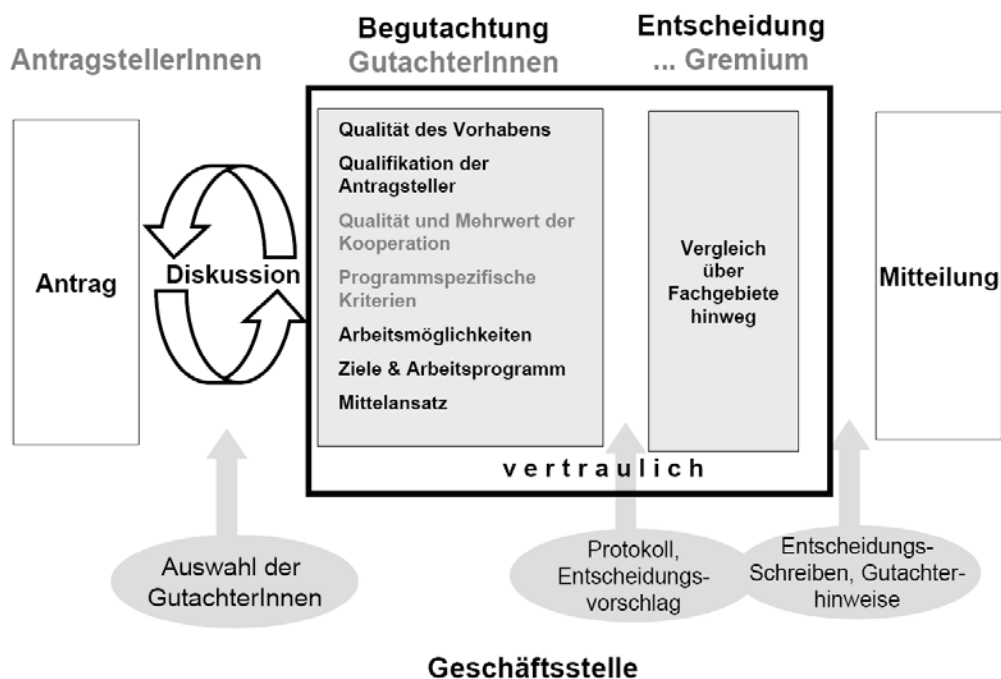 Begutachtung
Entscheidung
AntragstellerInnen
GutachterInnen
... Gremium
Antrag
Diskussion
Qualität des Vorhabens
Qualifikation der
Antragsteller
Qualität und Mehrwert der
Kooperation
Programmspezifische
Kriterien
Arbeitsmöglichkeiten
Ziele & Arbeitsprogramm
Mittelansatz
Vergleich
über
Fachgebiete
hinweg
Mitteilung
vertraulich
Auswahl der
GutachterInnen
Protokoll,
Entscheidungs-
vorschlag
Entscheidungs-
Schreiben, Gutachter-
hinweise
Geschäftsstelle